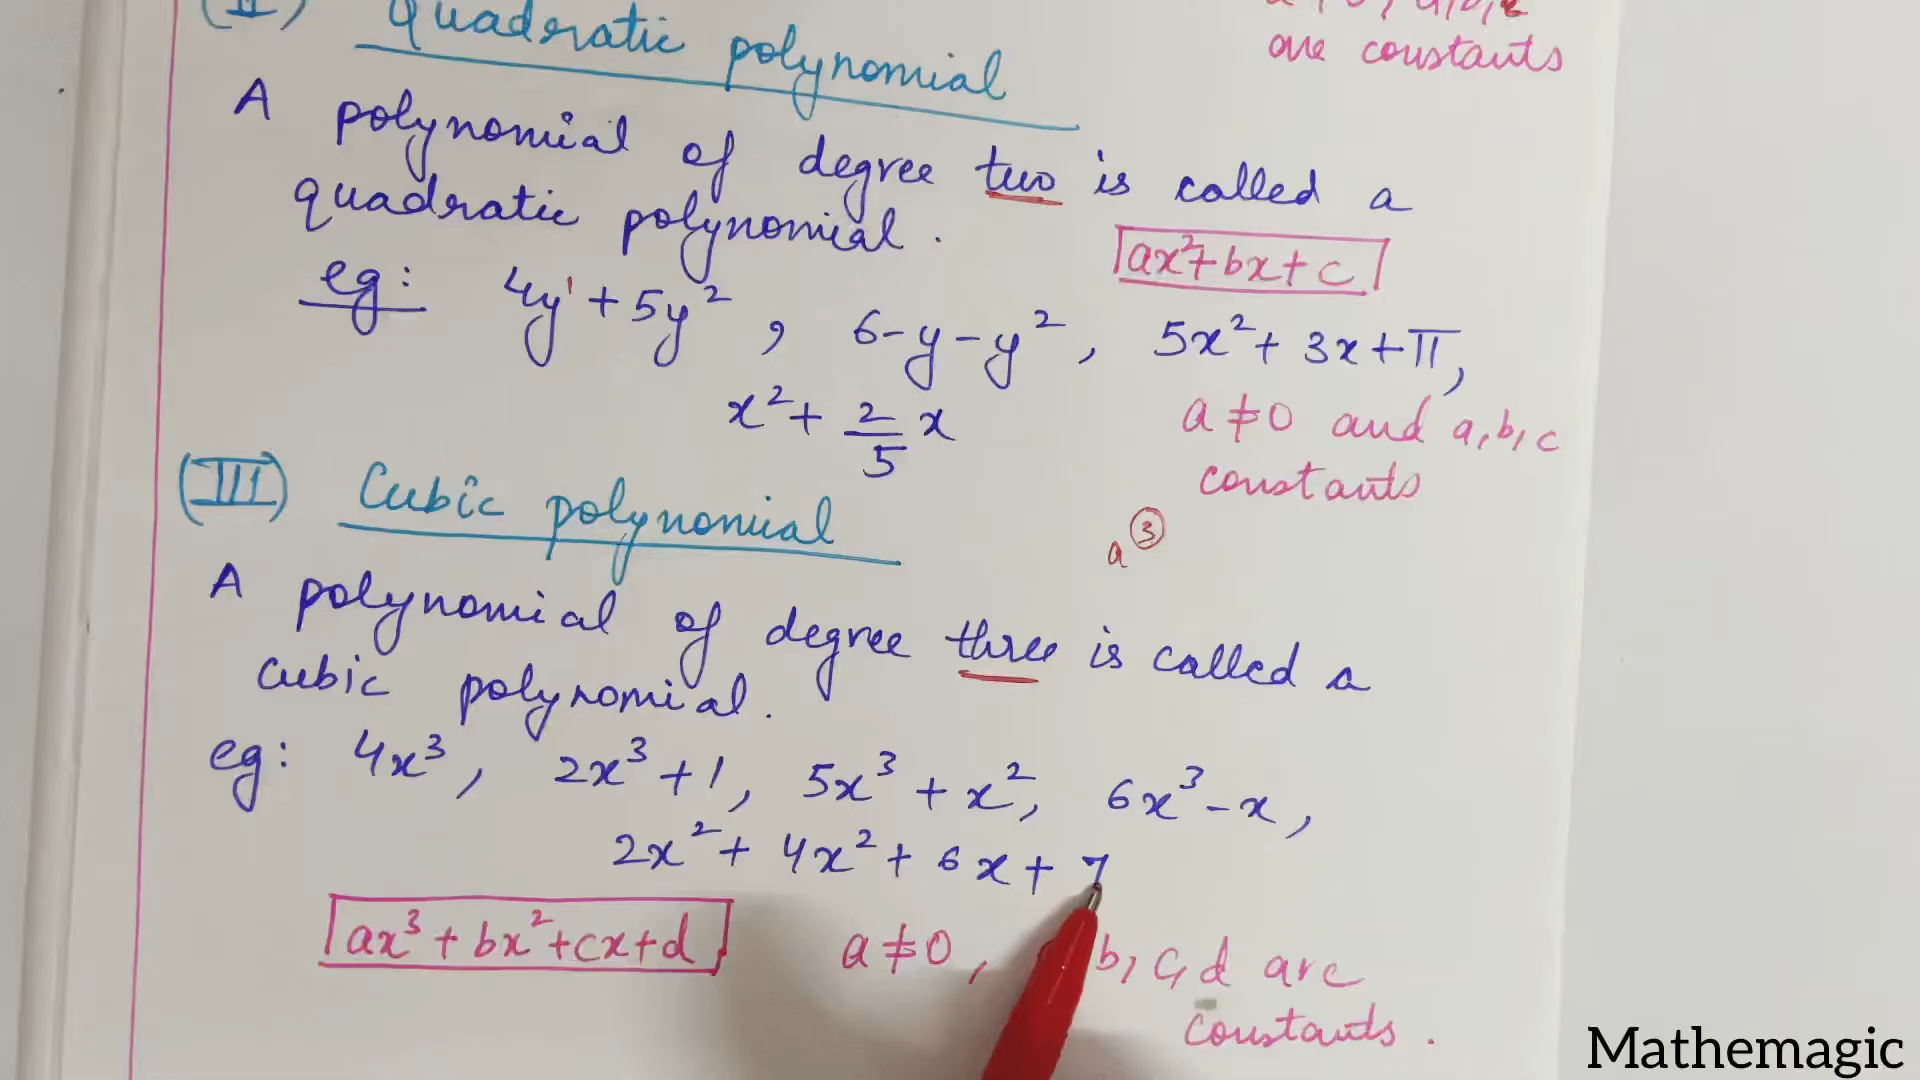 (II) Quadratic polynomial
are constants
A polynomial of degree two is called a
quadratic polynomial.
ax²+bx+c
eg: 4y¹+5y², 6-y-y², 5x²+3x+π,
x²+2/5 x
a≠0 and a,b,c
constants
(III) Cubic polynomial
a③
A polynomial of degree three is called a
cubic polynomial.
eg: 4x³, 2x³+1, 5x³+x², 6x³-x,
2x²+4x²+6x+7
ax³+bx²+cx+d
a≠0, b, c, d are
constants.
Mathemagic